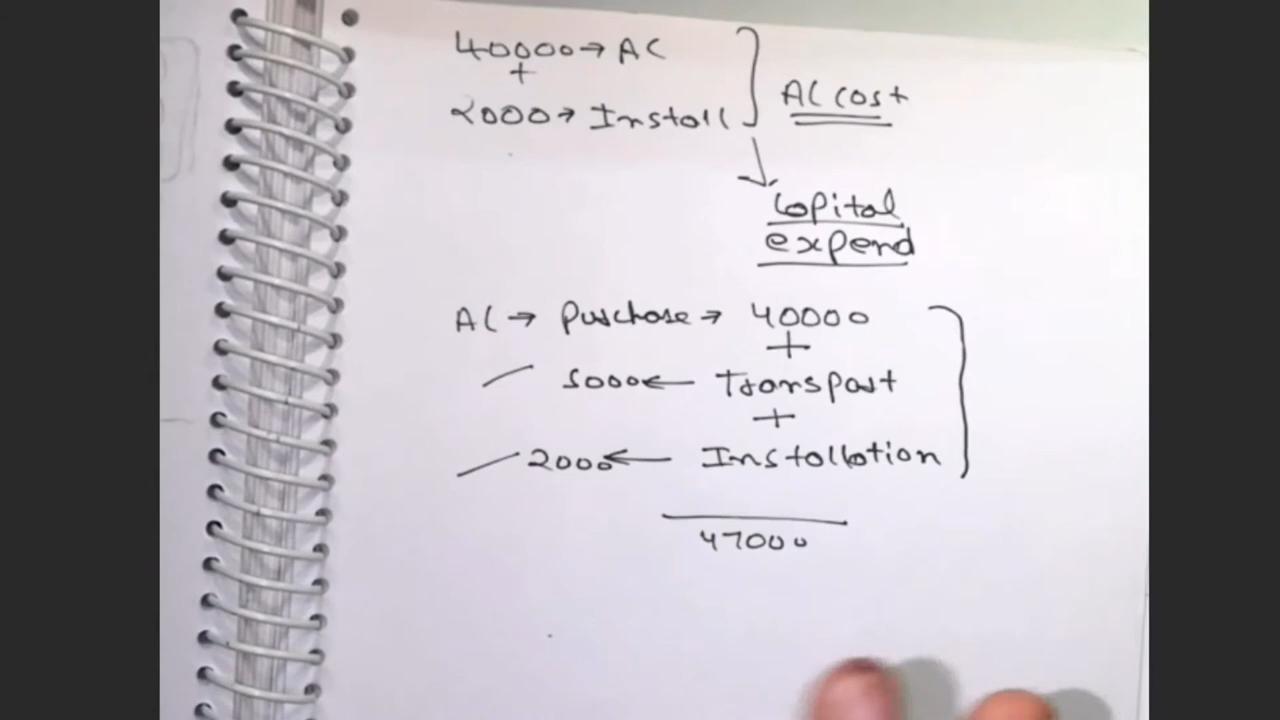 40000→ AC
+
2000→ Install
AC cost
Capital
expend
AC → Purchase → 40000
+
5000← Transport
+
2000← Installation
47000